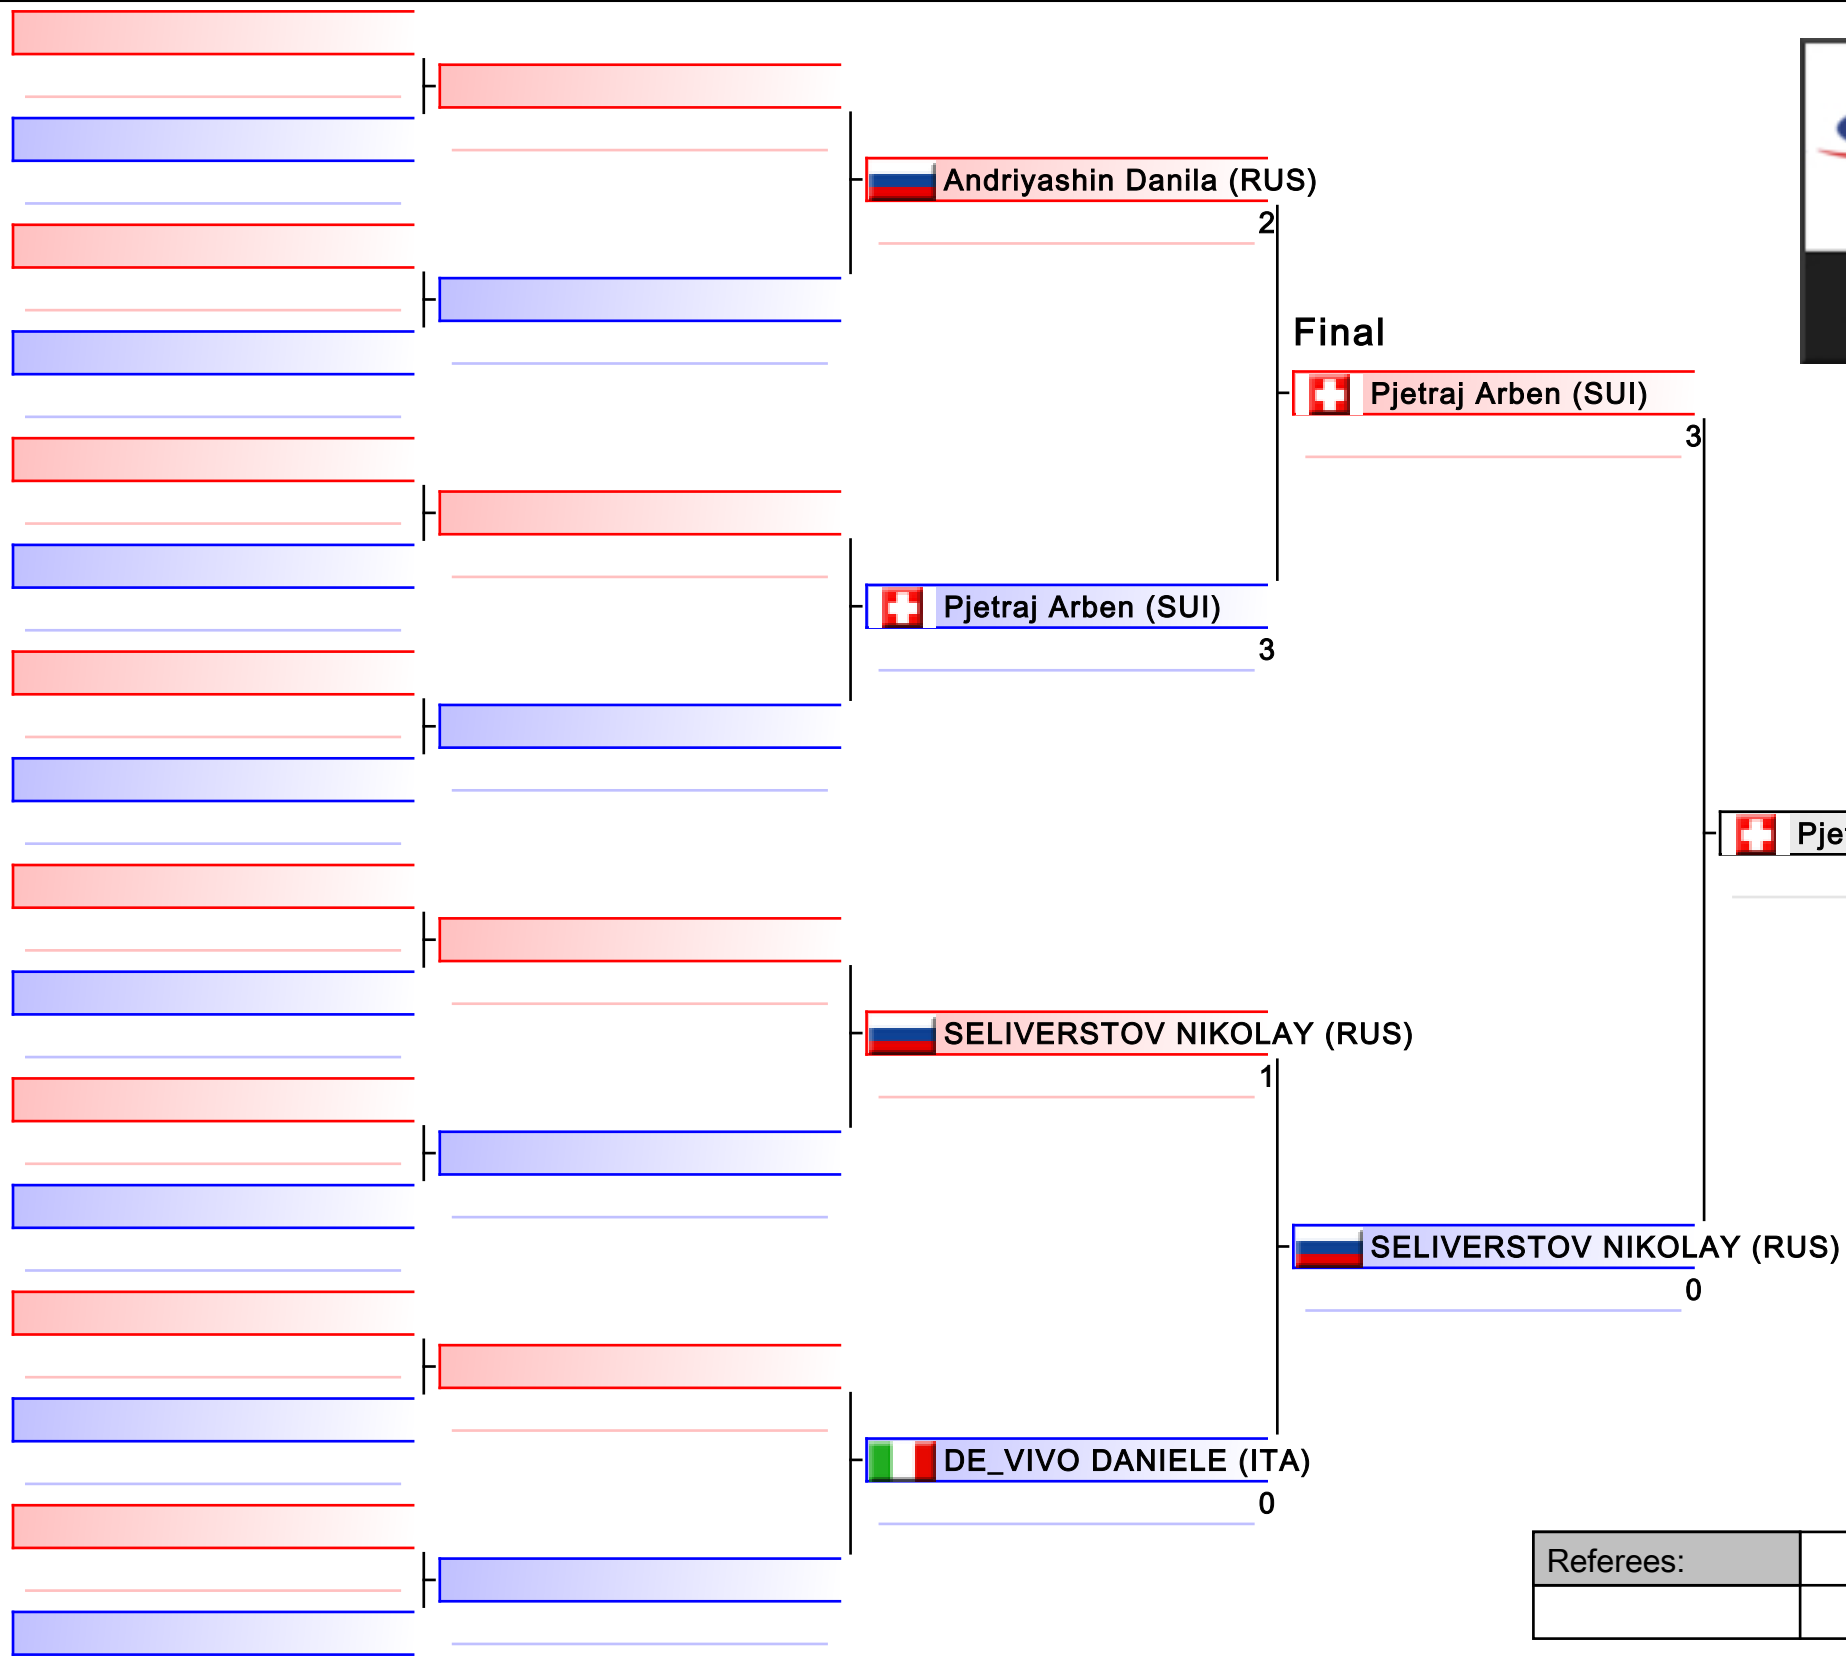 Andriyashin Danila (RUS)
2
Final
Pjetraj Arben (SUI)
3
Pjetraj Arben (SUI)
3
SELIVERSTOV NIKOLAY (RUS)
1
SELIVERSTOV NIKOLAY (RUS)
0
DE_VIVO DANIELE (ITA)
0
Referees: